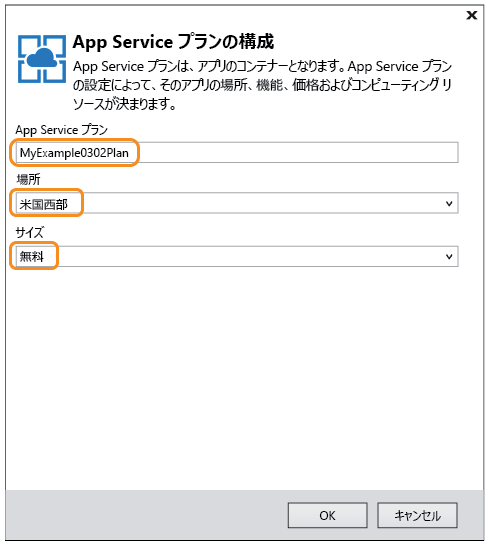 App Service プランの構成
App Service プランは、アプリのコンテナーとなります。App Service プラン
の設定によって、そのアプリの場所、機能、価格およびコンピューティング リ
ソースが決まります。
App Service プラン
MyExample0302Plan
場所
米国西部
サイズ
無料
OK
キャンセル